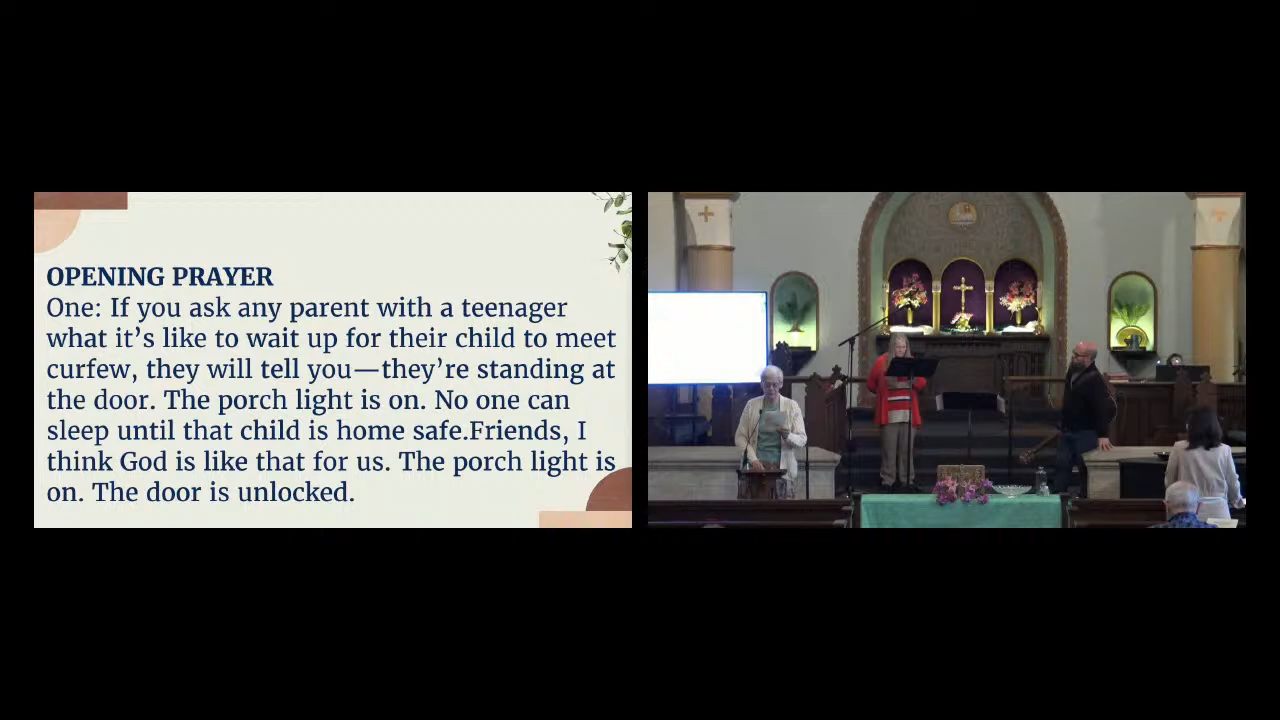 OPENING PRAYER
One: If you ask any parent with a teenager
what it’s like to wait up for their child to meet
curfew, they will tell you—they’re standing at
the door. The porch light is on. No one can
sleep until that child is home safe.Friends, I
think God is like that for us. The porch light is
on. The door is unlocked.